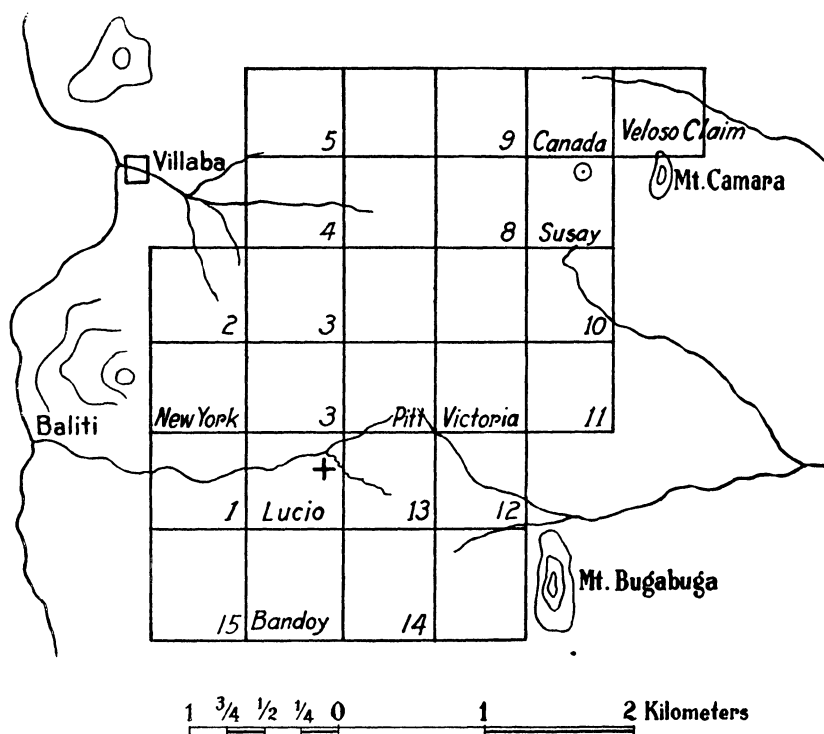 Villaba
5
9
Canada
Veloso Claim
Mt. Camara
4
8
Susay
2
3
10
Baliti
New York
3
Pitt
Victoria
11
1
Lucio
13
12
Mt. Bugabuga
15
Bandoy
14
1 ¾ ½ ¼ 0 1 2 Kilometers